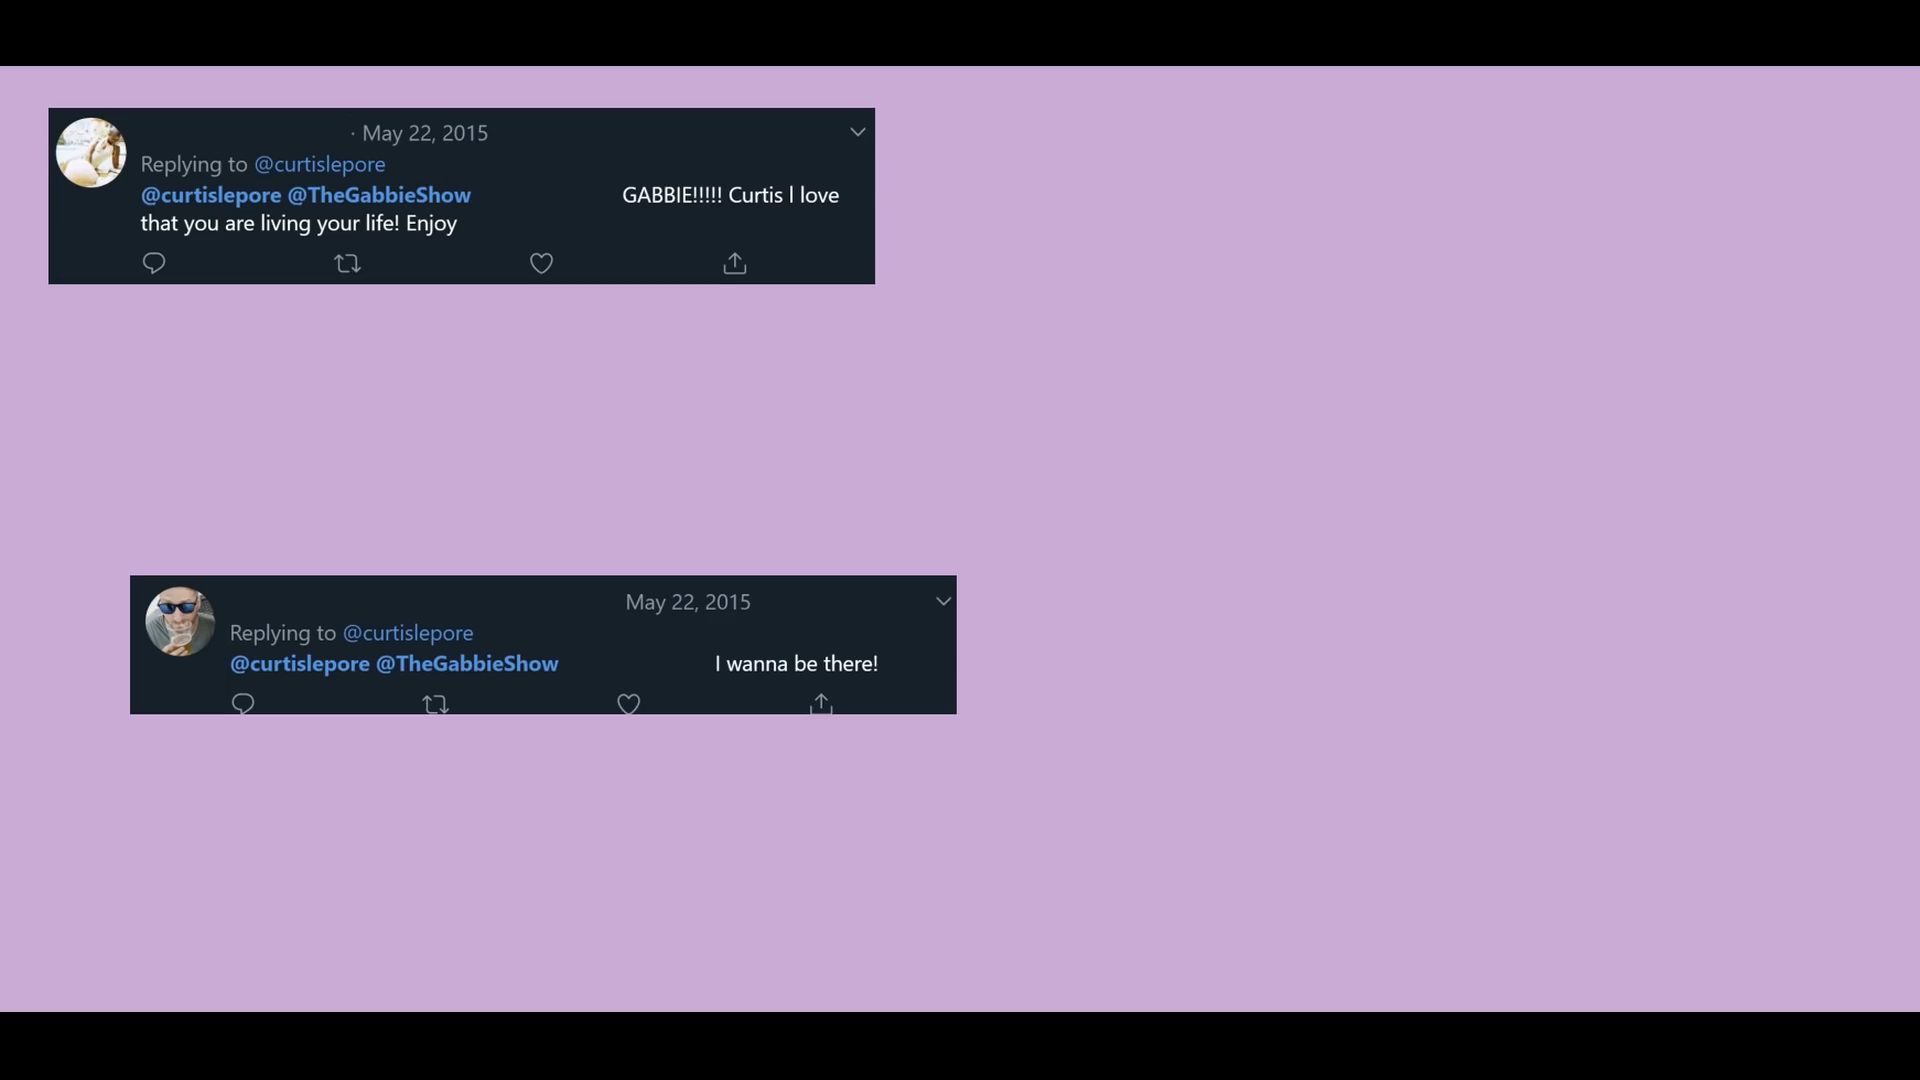 · May 22, 2015
Replying to @curtislepore
@curtislepore @TheGabbieShow GABBIE!!!!! Curtis I love
that you are living your life! Enjoy
May 22, 2015
Replying to @curtislepore
@curtislepore @TheGabbieShow I wanna be there!